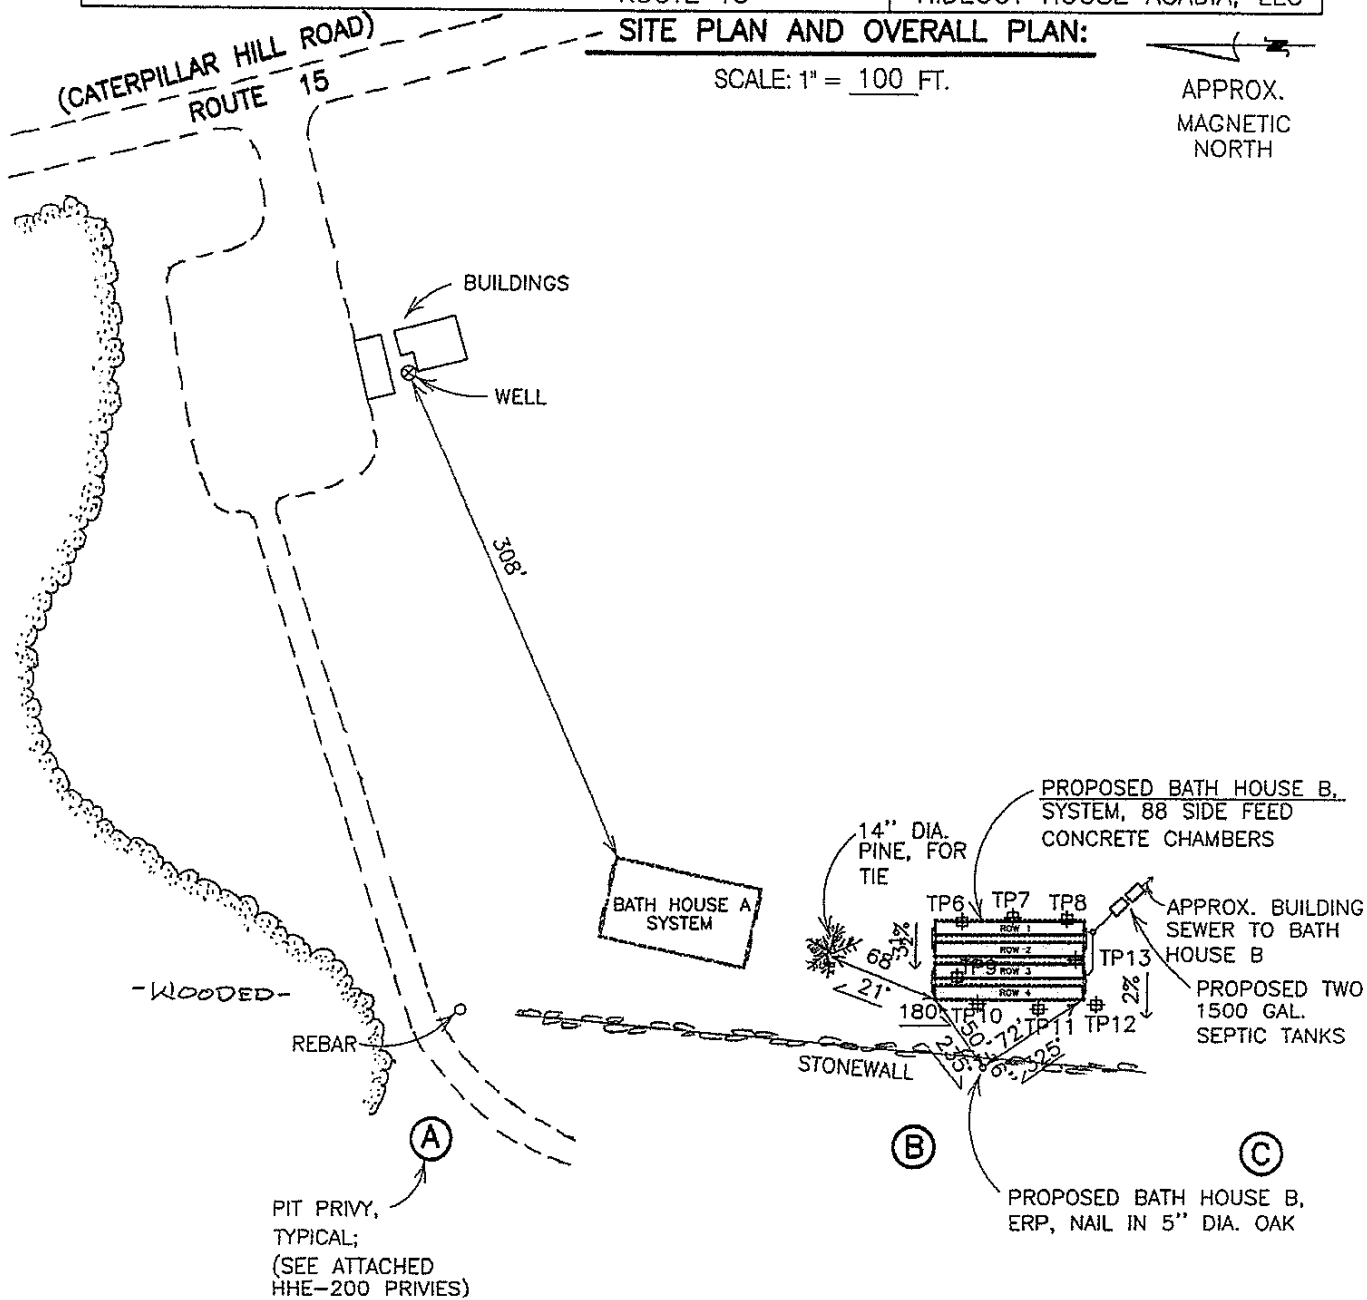 SITE PLAN AND OVERALL PLAN:
SCALE: 1" = 100 FT.
APPROX.
MAGNETIC
NORTH
(CATERPILLAR HILL ROAD)
ROUTE 15
BUILDINGS
WELL
308'
PROPOSED BATH HOUSE B,
SYSTEM, 88 SIDE FEED
CONCRETE CHAMBERS
14" DIA.
PINE, FOR
TIE
BATH HOUSE A
SYSTEM
TP6
TP7
TP8
ROW 1
ROW 2
ROW 3
ROW 4
TP9
TP13
TP10
TP11
TP12
2%
68'
21°
180°
50'
72'
235°
325°
APPROX. BUILDING
SEWER TO BATH
HOUSE B
PROPOSED TWO
1500 GAL.
SEPTIC TANKS
-WOODED-
REBAR
STONEWALL
A
B
C
PIT PRIVY,
TYPICAL;
(SEE ATTACHED
HHE-200 PRIVIES)
PROPOSED BATH HOUSE B,
ERP, NAIL IN 5" DIA. OAK